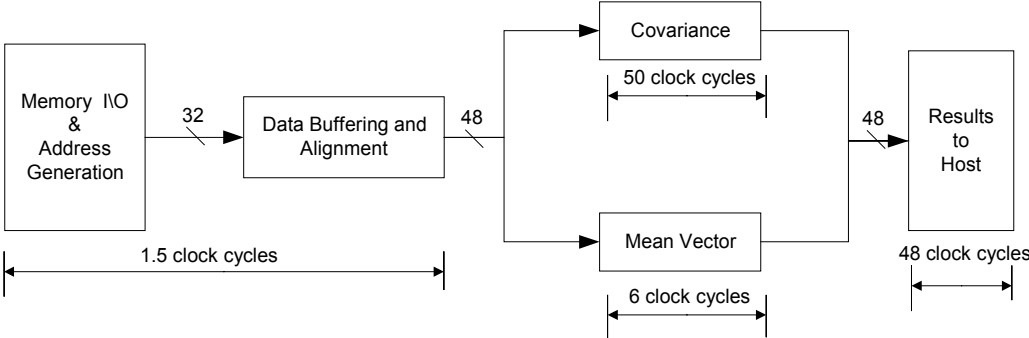 Memory I\O
&
Address
Generation
32
Data Buffering and
Alignment
48
1.5 clock cycles
Covariance
50 clock cycles
Mean Vector
6 clock cycles
48
Results
to
Host
48 clock cycles